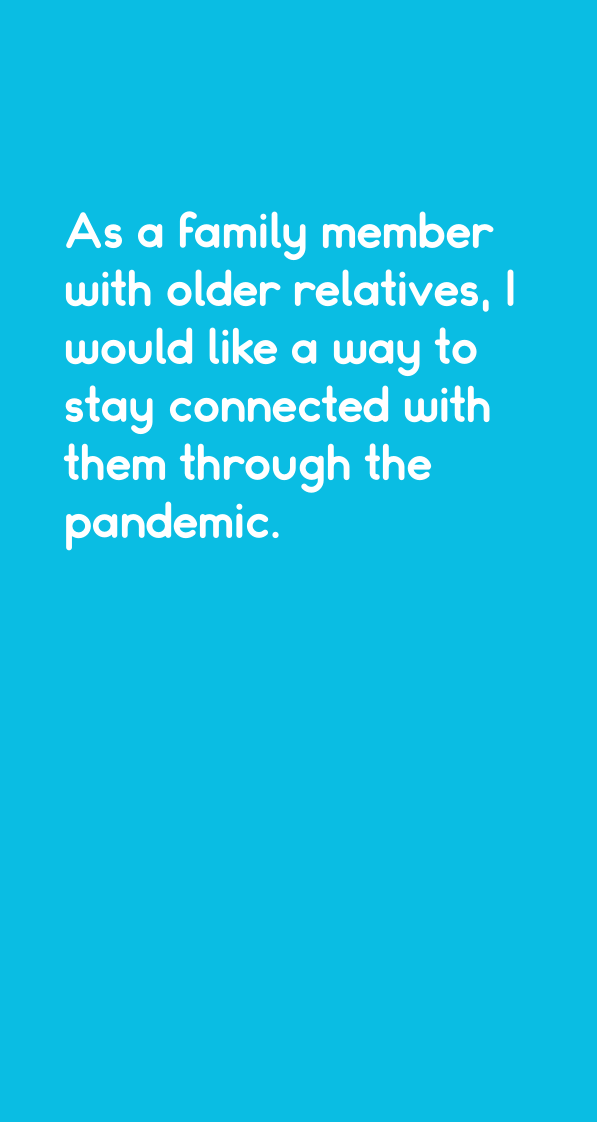 As a family member
with older relatives, I
would like a way to
stay connected with
them through the
pandemic.